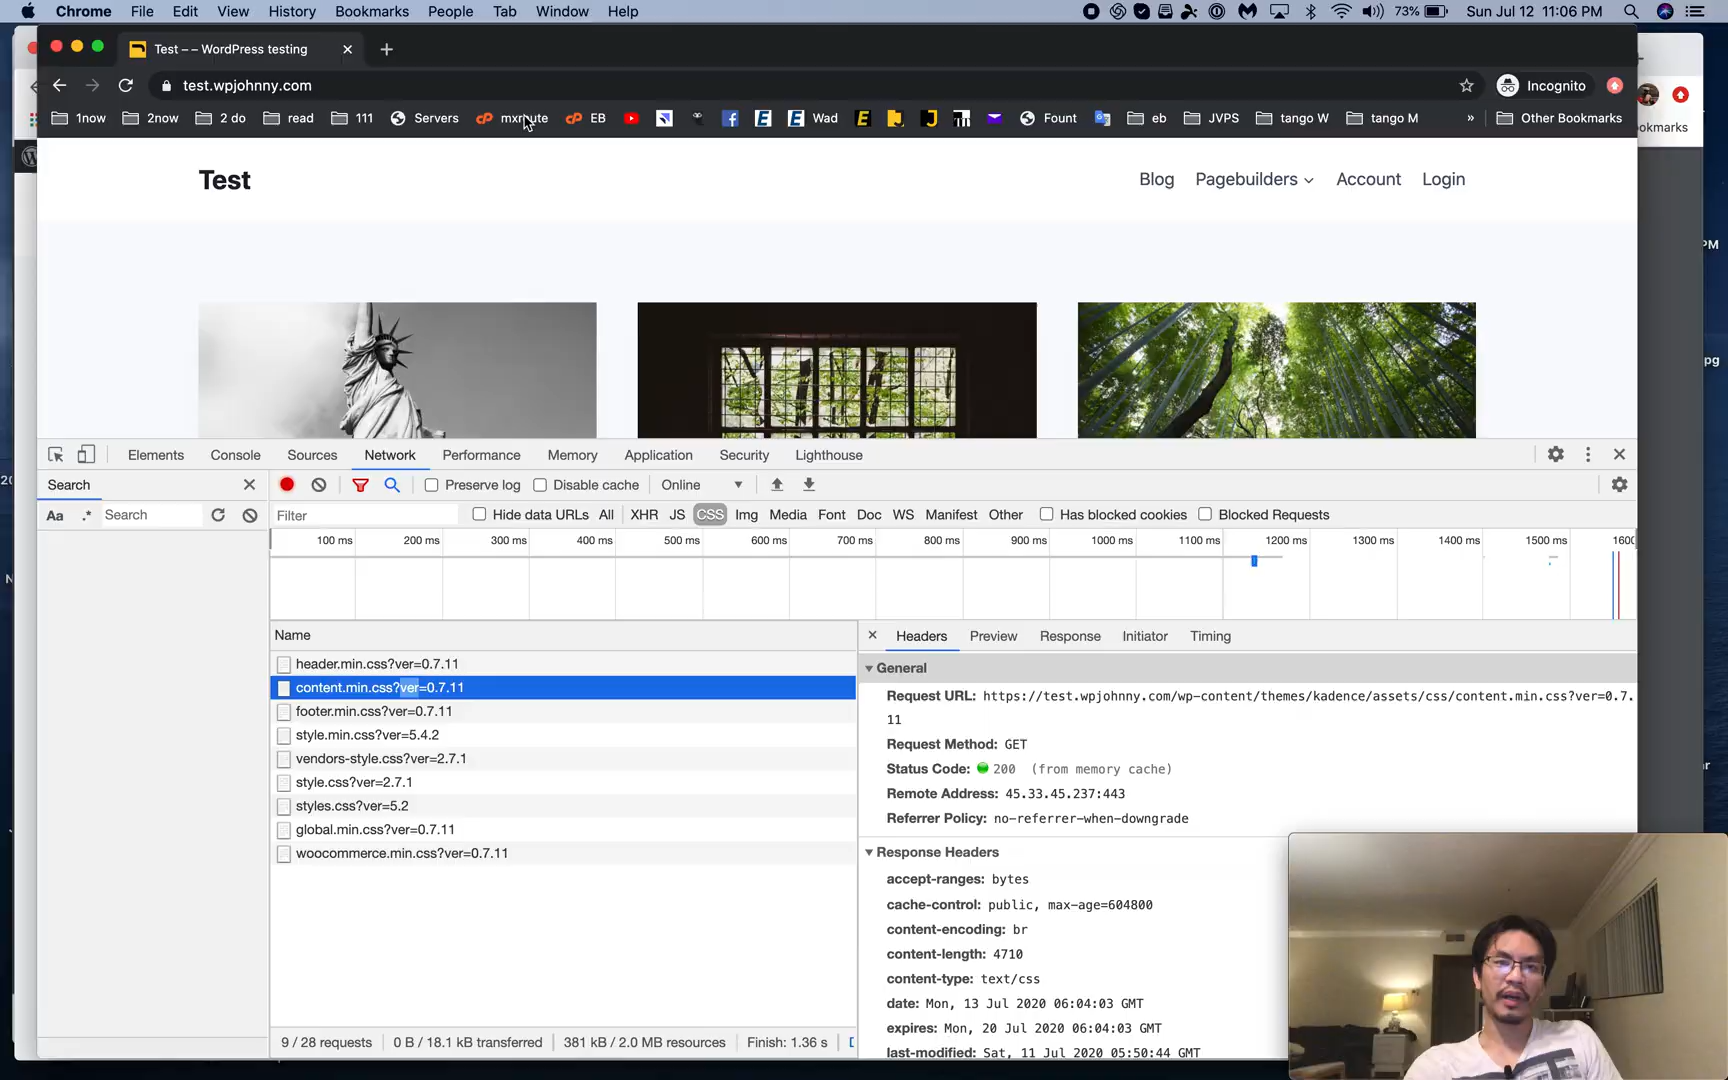 Chrome File Edit View History Bookmarks People Tab Window Help 73% Sun Jul 12 11:06 PM
Test – – WordPress testing
test.wpjohnny.com Incognito
1now 2now 2 do read 111 Servers mxroute EB Wad Fount eb JVPS tango W tango M » Other Bookmarks
Test Blog Pagebuilders Account Login
Elements Console Sources Network Performance Memory Application Security Lighthouse
Search Preserve log Disable cache Online
Aa .* Search Filter Hide data URLs All XHR JS CSS Img Media Font Doc WS Manifest Other Has blocked cookies Blocked Requests
100 ms 200 ms 300 ms 400 ms 500 ms 600 ms 700 ms 800 ms 900 ms 1000 ms 1100 ms 1200 ms 1300 ms 1400 ms 1500 ms
Name
header.min.css?ver=0.7.11
content.min.css?ver=0.7.11
footer.min.css?ver=0.7.11
style.min.css?ver=5.4.2
vendors-style.css?ver=2.7.1
style.css?ver=2.7.1
styles.css?ver=5.2
global.min.css?ver=0.7.11
woocommerce.min.css?ver=0.7.11
9 / 28 requests 0 B / 18.1 kB transferred 381 kB / 2.0 MB resources Finish: 1.36 s
Headers Preview Response Initiator Timing
General
Request URL: https://test.wpjohnny.com/wp-content/themes/kadence/assets/css/content.min.css?ver=0.7.
11
Request Method: GET
Status Code: 200 (from memory cache)
Remote Address: 45.33.45.237:443
Referrer Policy: no-referrer-when-downgrade
Response Headers
accept-ranges: bytes
cache-control: public, max-age=604800
content-encoding: br
content-length: 4710
content-type: text/css
date: Mon, 13 Jul 2020 06:04:03 GMT
expires: Mon, 20 Jul 2020 06:04:03 GMT
last-modified: Sat, 11 Jul 2020 05:50:44 GMT